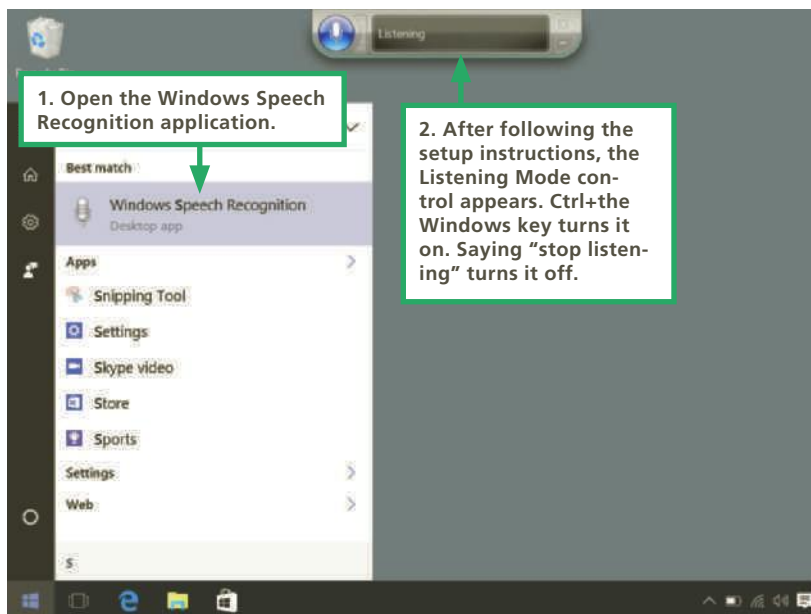 Listening
1. Open the Windows Speech
Recognition application.
2. After following the
setup instructions, the
Listening Mode con-
trol appears. Ctrl+the
Windows key turns it
on. Saying “stop listen-
ing” turns it off.
Best match
Windows Speech Recognition
Desktop app
Apps
Snipping Tool
Settings
Skype video
Store
Sports
Settings
Web
s